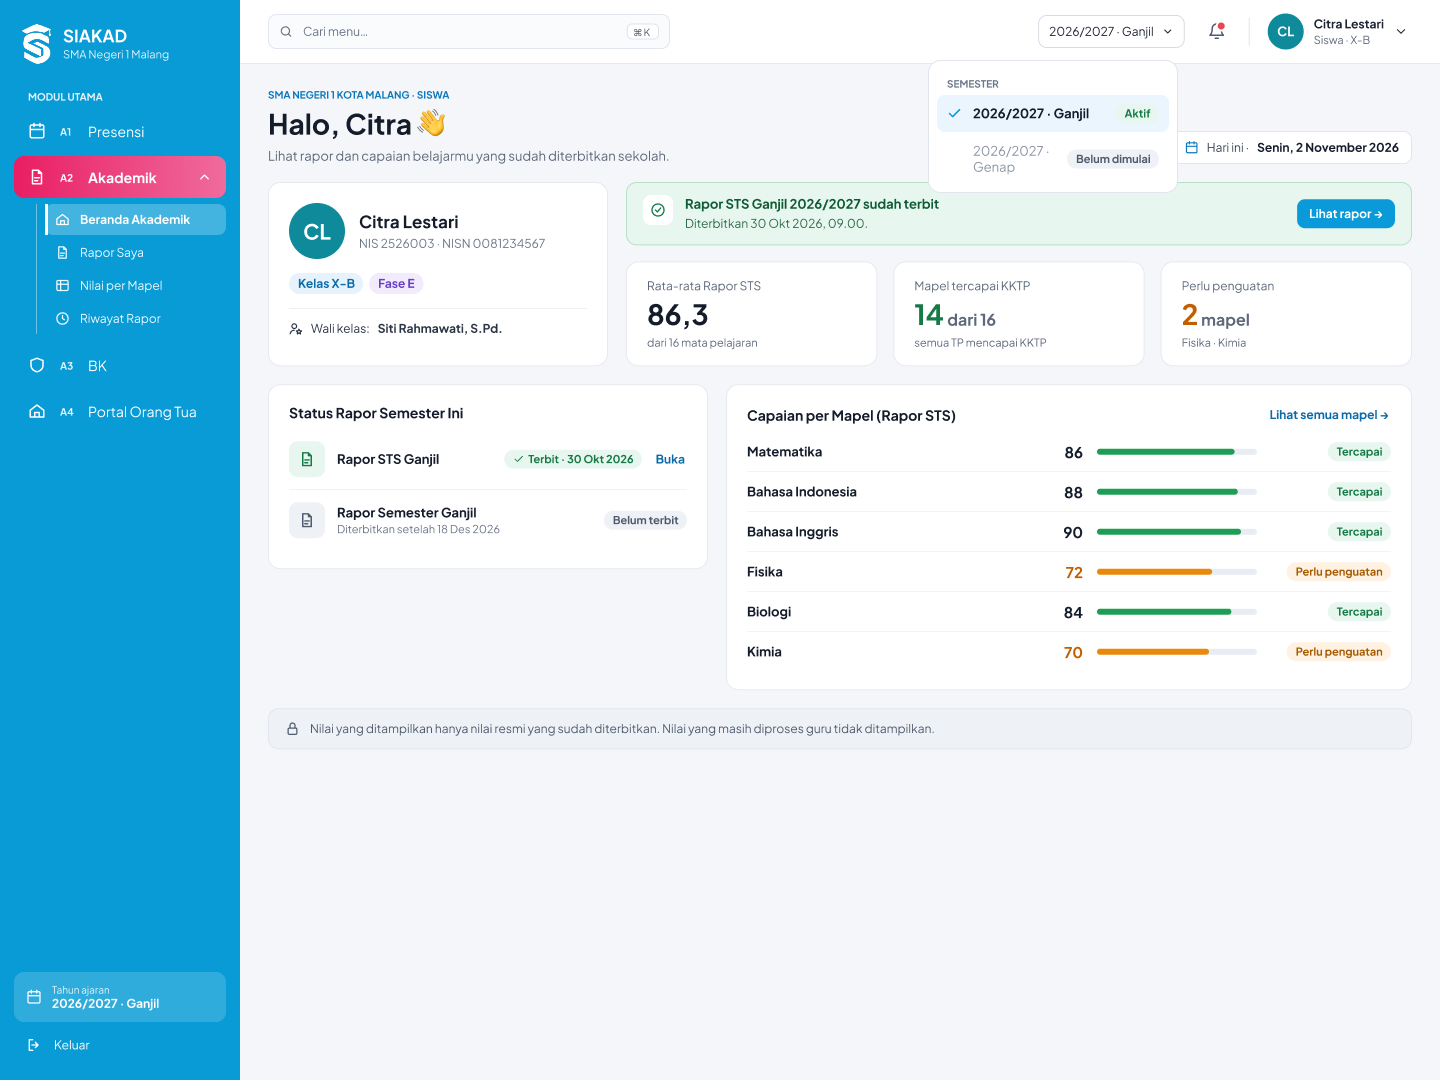 SIAKAD
SMA Negeri 1 Malang
MODUL UTAMA
A1 Presensi
A2 Akademik
Beranda Akademik
Rapor Saya
Nilai per Mapel
Riwayat Rapor
A3 BK
A4 Portal Orang Tua
Tahun ajaran
2026/2027 · Ganjil
Keluar
Cari menu...
⌘ K
2026/2027 · Ganjil
CL
Citra Lestari
Siswa · X-B
SEMESTER
2026/2027 · Ganjil Aktif
2026/2027 ·
Genap
Belum dimulai
SMA NEGERI 1 KOTA MALANG · SISWA
Halo, Citra 👋
Lihat rapor dan capaian belajarmu yang sudah diterbitkan sekolah.
Hari ini · Senin, 2 November 2026
CL
Citra Lestari
NIS 2526003 · NISN 0081234567
Kelas X-B Fase E
Wali kelas: Siti Rahmawati, S.Pd.
Rapor STS Ganjil 2026/2027 sudah terbit
Diterbitkan 30 Okt 2026, 09.00.
Lihat rapor →
Rata-rata Rapor STS
86,3
dari 16 mata pelajaran
Mapel tercapai KKTP
14 dari 16
semua TP mencapai KKTP
Perlu penguatan
2 mapel
Fisika · Kimia
Status Rapor Semester Ini
Rapor STS Ganjil ✓ Terbit · 30 Okt 2026 Buka
Rapor Semester Ganjil
Diterbitkan setelah 18 Des 2026
Belum terbit
Capaian per Mapel (Rapor STS) Lihat semua mapel →
Matematika 86 Tercapai
Bahasa Indonesia 88 Tercapai
Bahasa Inggris 90 Tercapai
Fisika 72 Perlu penguatan
Biologi 84 Tercapai
Kimia 70 Perlu penguatan
Nilai yang ditampilkan hanya nilai resmi yang sudah diterbitkan. Nilai yang masih diproses guru tidak ditampilkan.